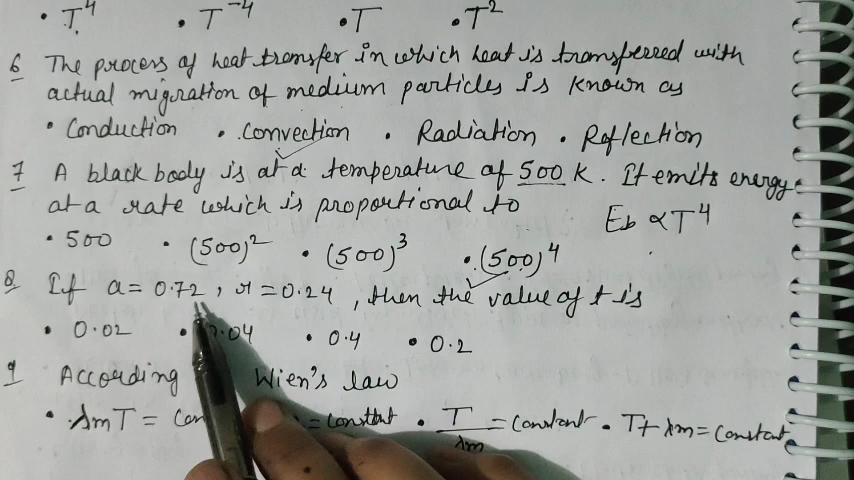 • T⁴ • T⁻⁴ • T • T²
6 The process of heat transfer in which heat is transferred with
actual migration of medium particles is known as
• Conduction • Convection • Radiation • Reflection
7 A black body is at a temperature of 500 K. It emits energy
at a rate which is proportional to Eb ∝ T⁴
• 500 • (500)² • (500)³ • (500)⁴
8 If a = 0.72, r = 0.24, then the value of t is
• 0.02 • 0.04 • 0.4 • 0.2
9 According Wien's law
• λmT = = constant • T/λm = constant • T + λm = constant